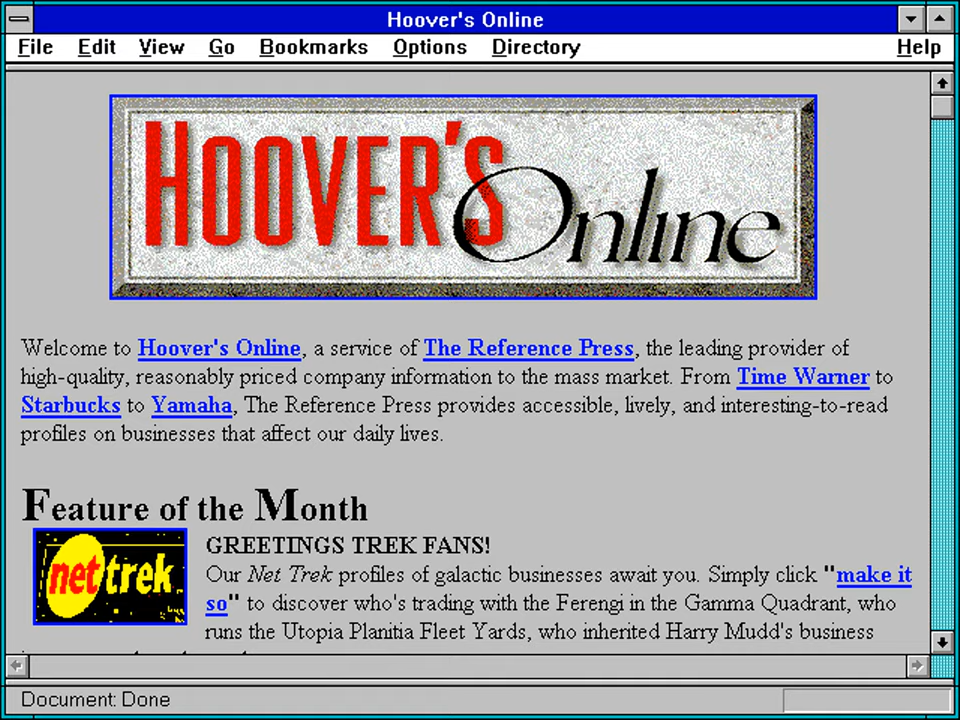 Hoover's Online
File Edit View Go Bookmarks Options Directory Help
HOOVER'S Online
Welcome to Hoover's Online, a service of The Reference Press, the leading provider of
high-quality, reasonably priced company information to the mass market. From Time Warner to
Starbucks to Yamaha, The Reference Press provides accessible, lively, and interesting-to-read
profiles on businesses that affect our daily lives.
Feature of the Month
net trek
GREETINGS TREK FANS!
Our Net Trek profiles of galactic businesses await you. Simply click "make it
so" to discover who's trading with the Ferengi in the Gamma Quadrant, who
runs the Utopia Planitia Fleet Yards, who inherited Harry Mudd's business
Document: Done